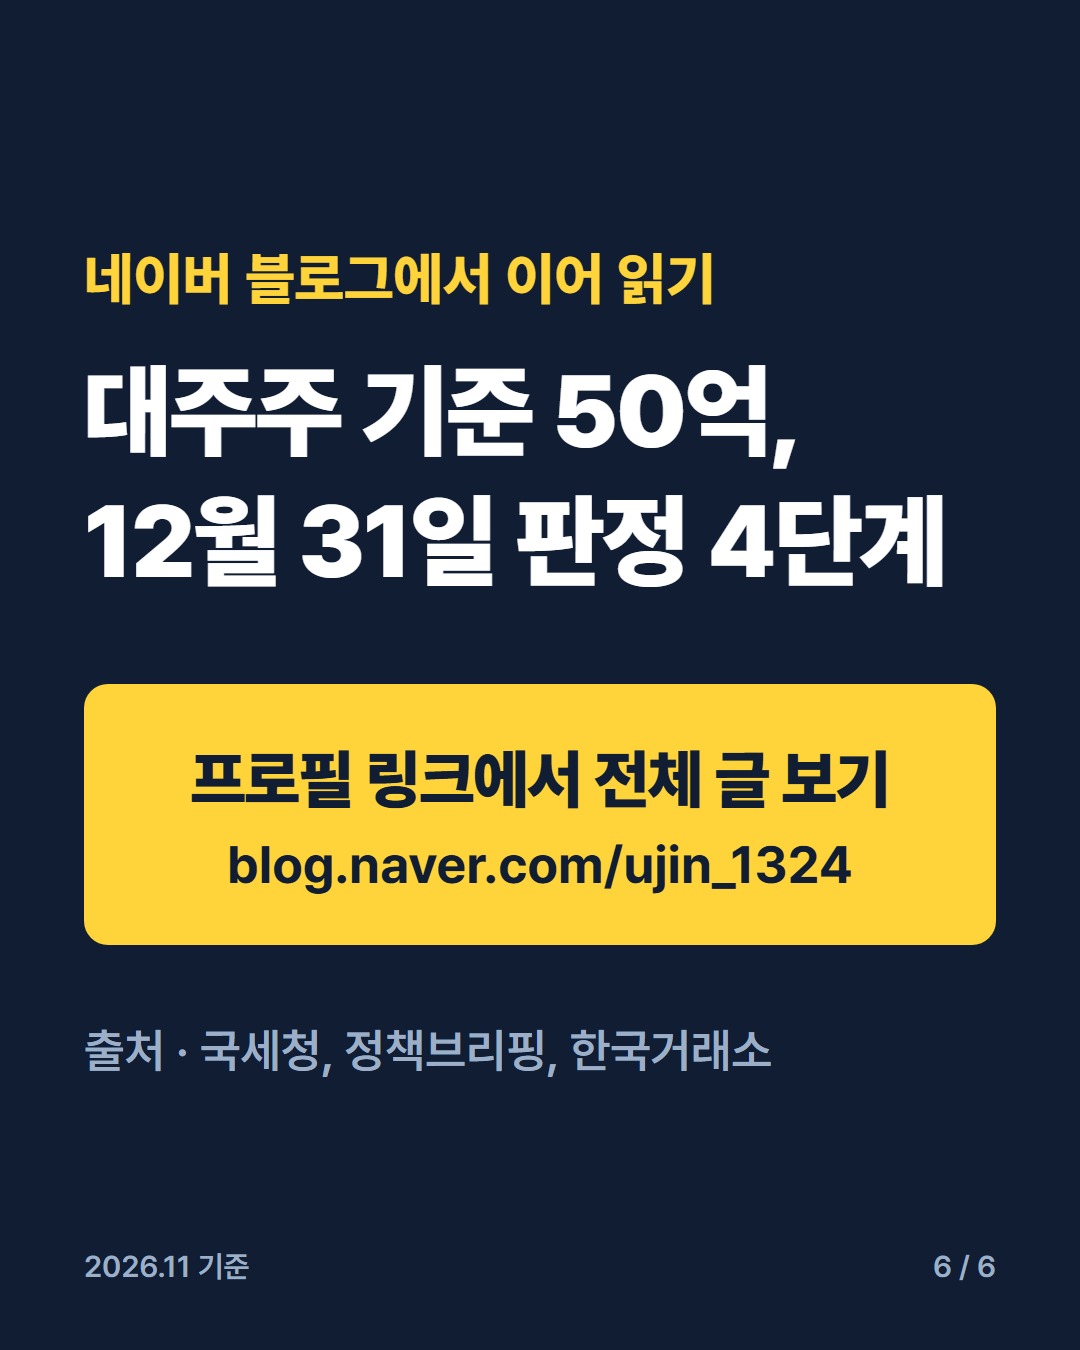 네이버 블로그에서 이어 읽기
대주주 기준 50억,
12월 31일 판정 4단계
프로필 링크에서 전체 글 보기
blog.naver.com/ujin_1324
출처 · 국세청, 정책브리핑, 한국거래소
2026.11 기준
6 / 6